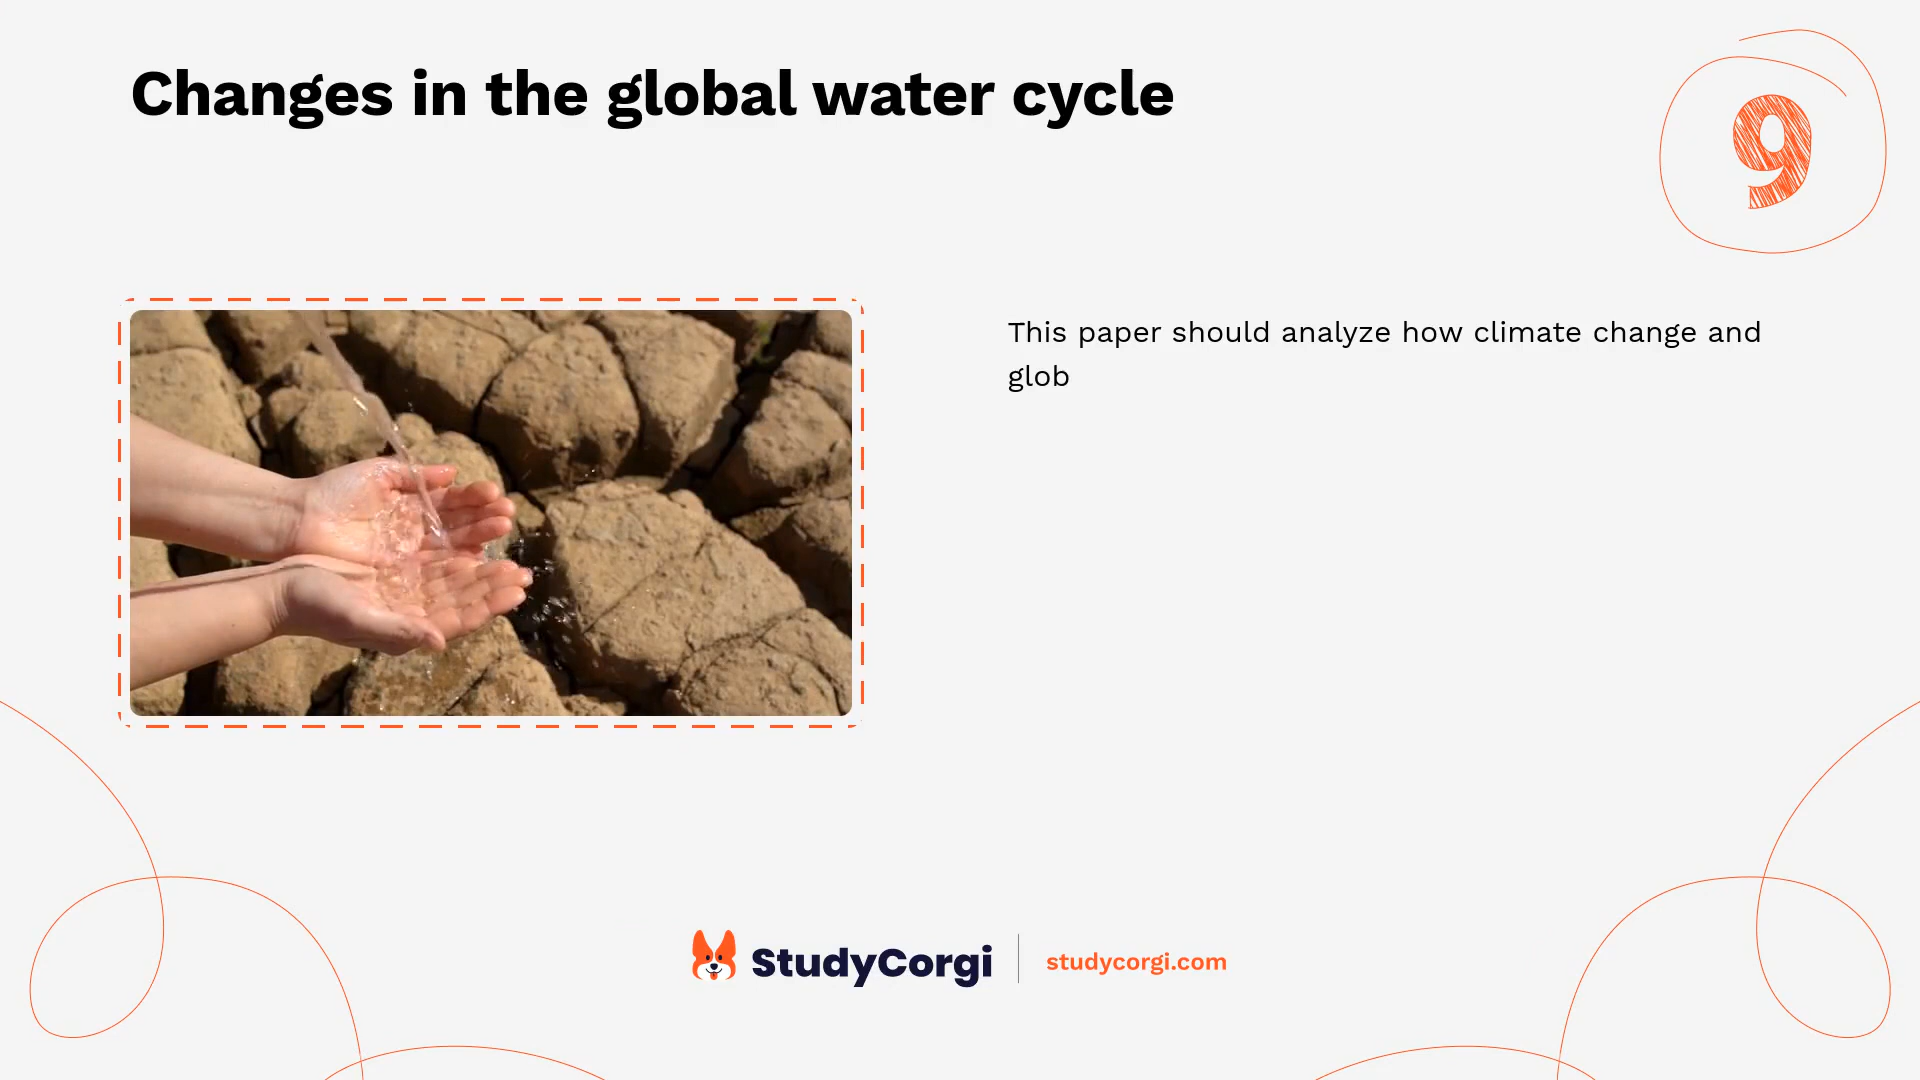 Changes in the global water cycle
9
This paper should analyze how climate change and
glob
StudyCorgi
studycorgi.com